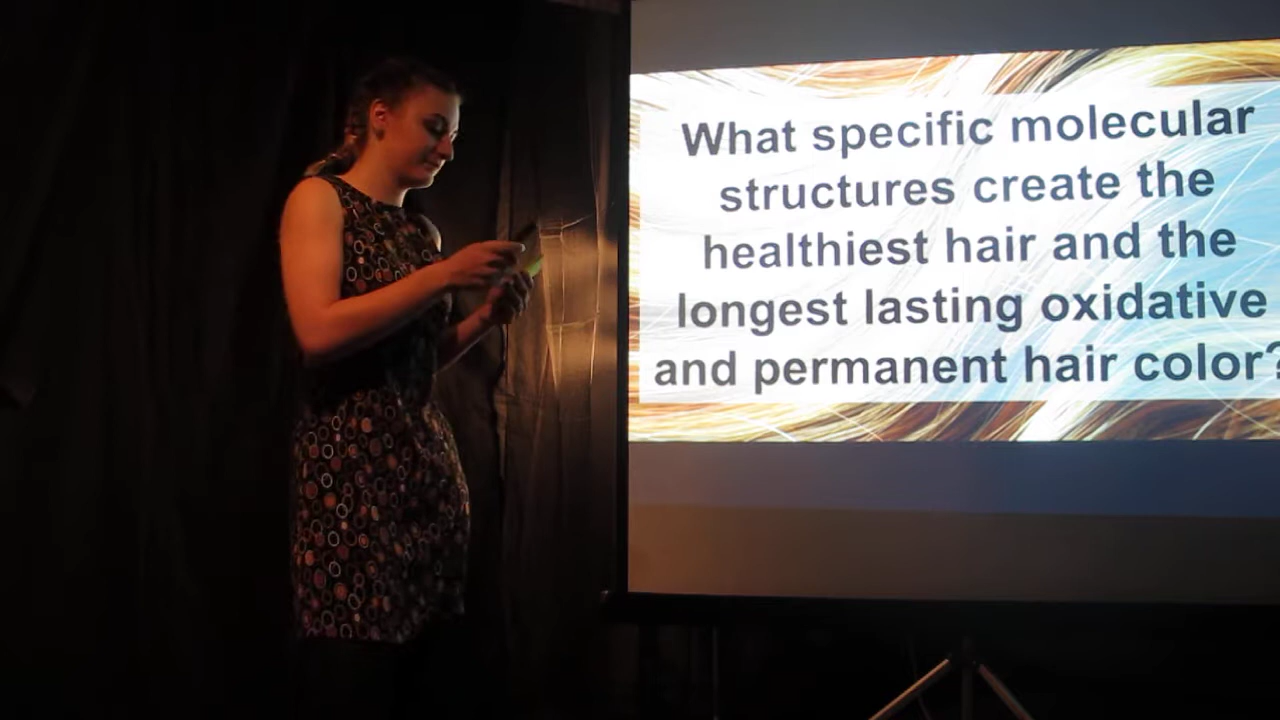 What specific molecular
structures create the
healthiest hair and the
longest lasting oxidative
and permanent hair color?